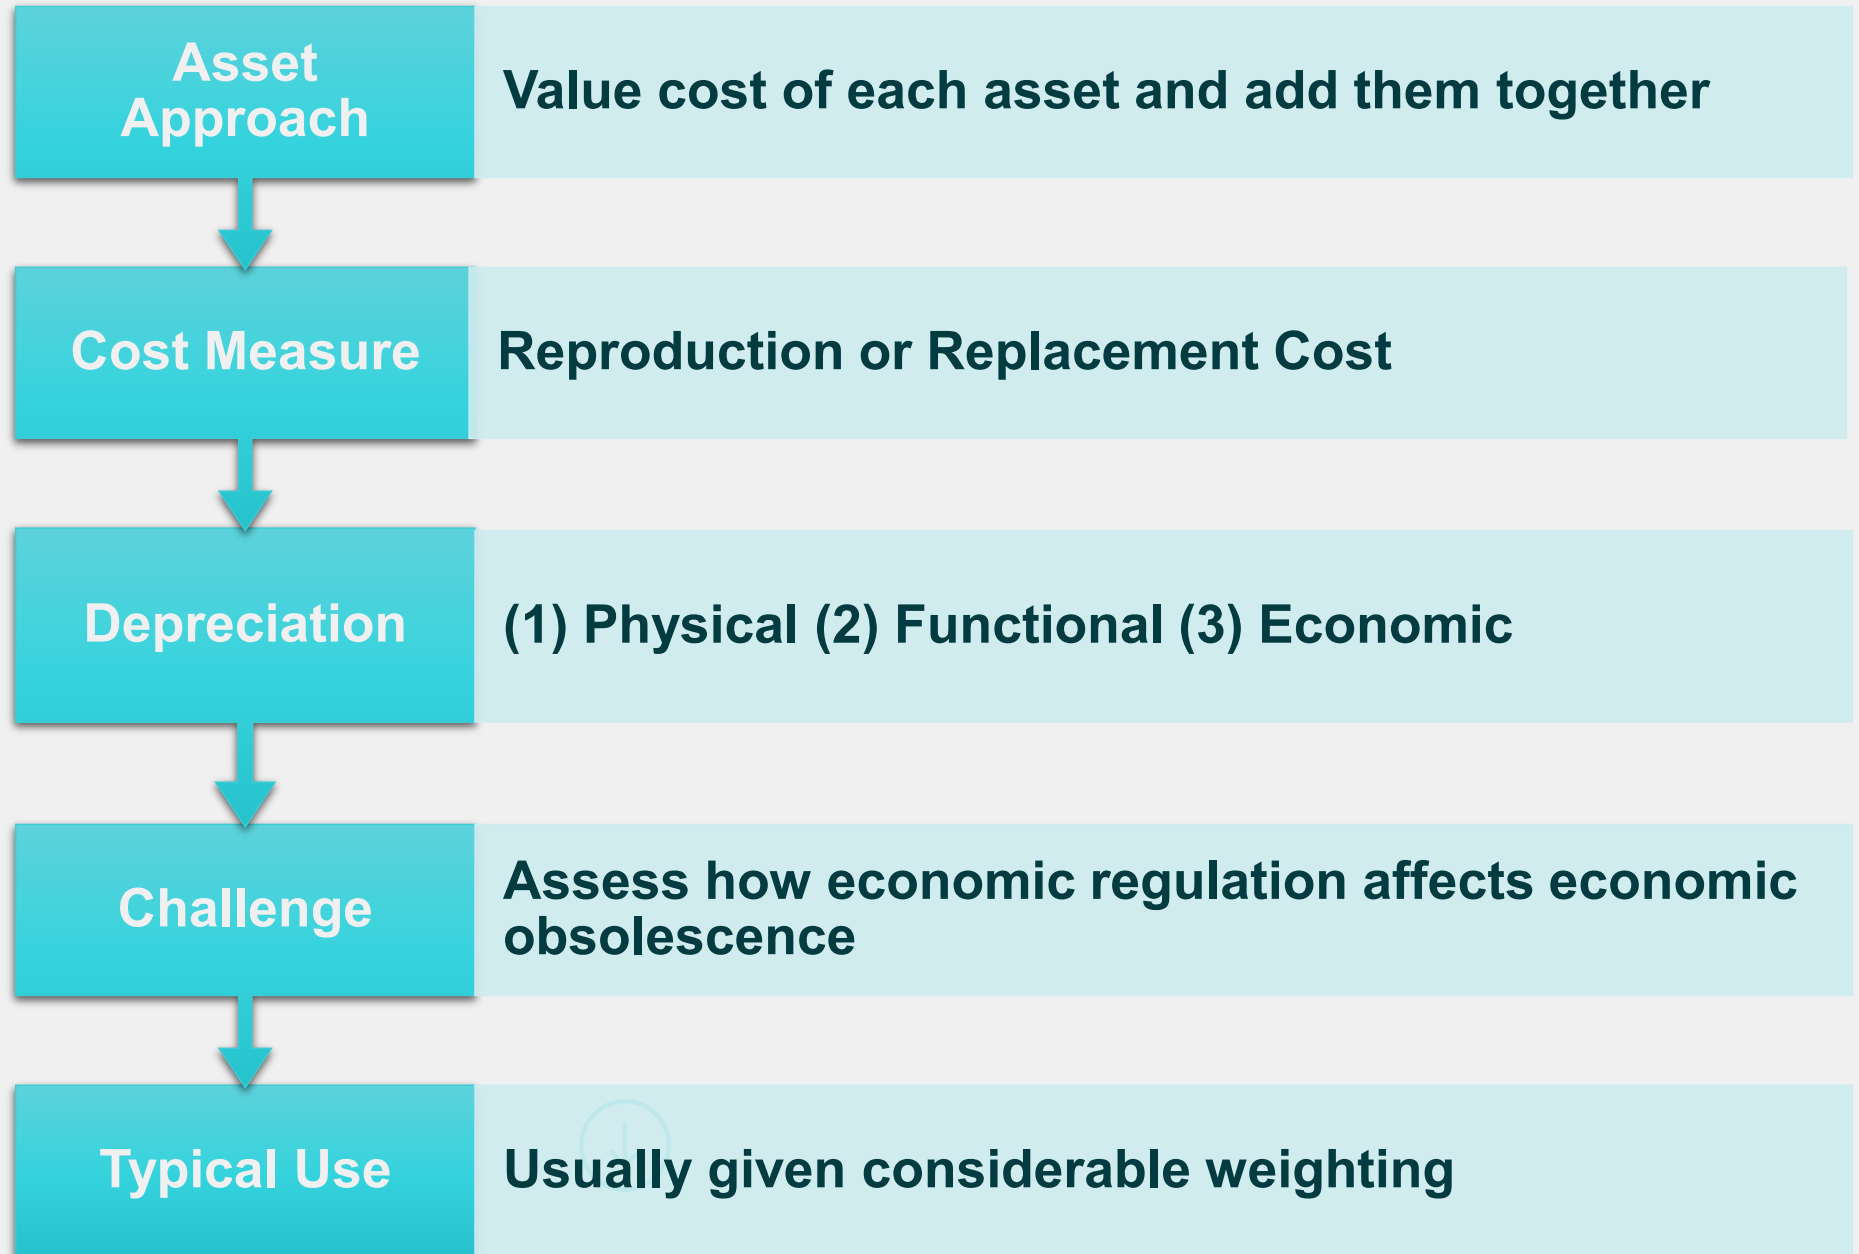 Asset
Approach
Value cost of each asset and add them together
Cost Measure
Reproduction or Replacement Cost
Depreciation
(1) Physical (2) Functional (3) Economic
Challenge
Assess how economic regulation affects economic
obsolescence
Typical Use
Usually given considerable weighting